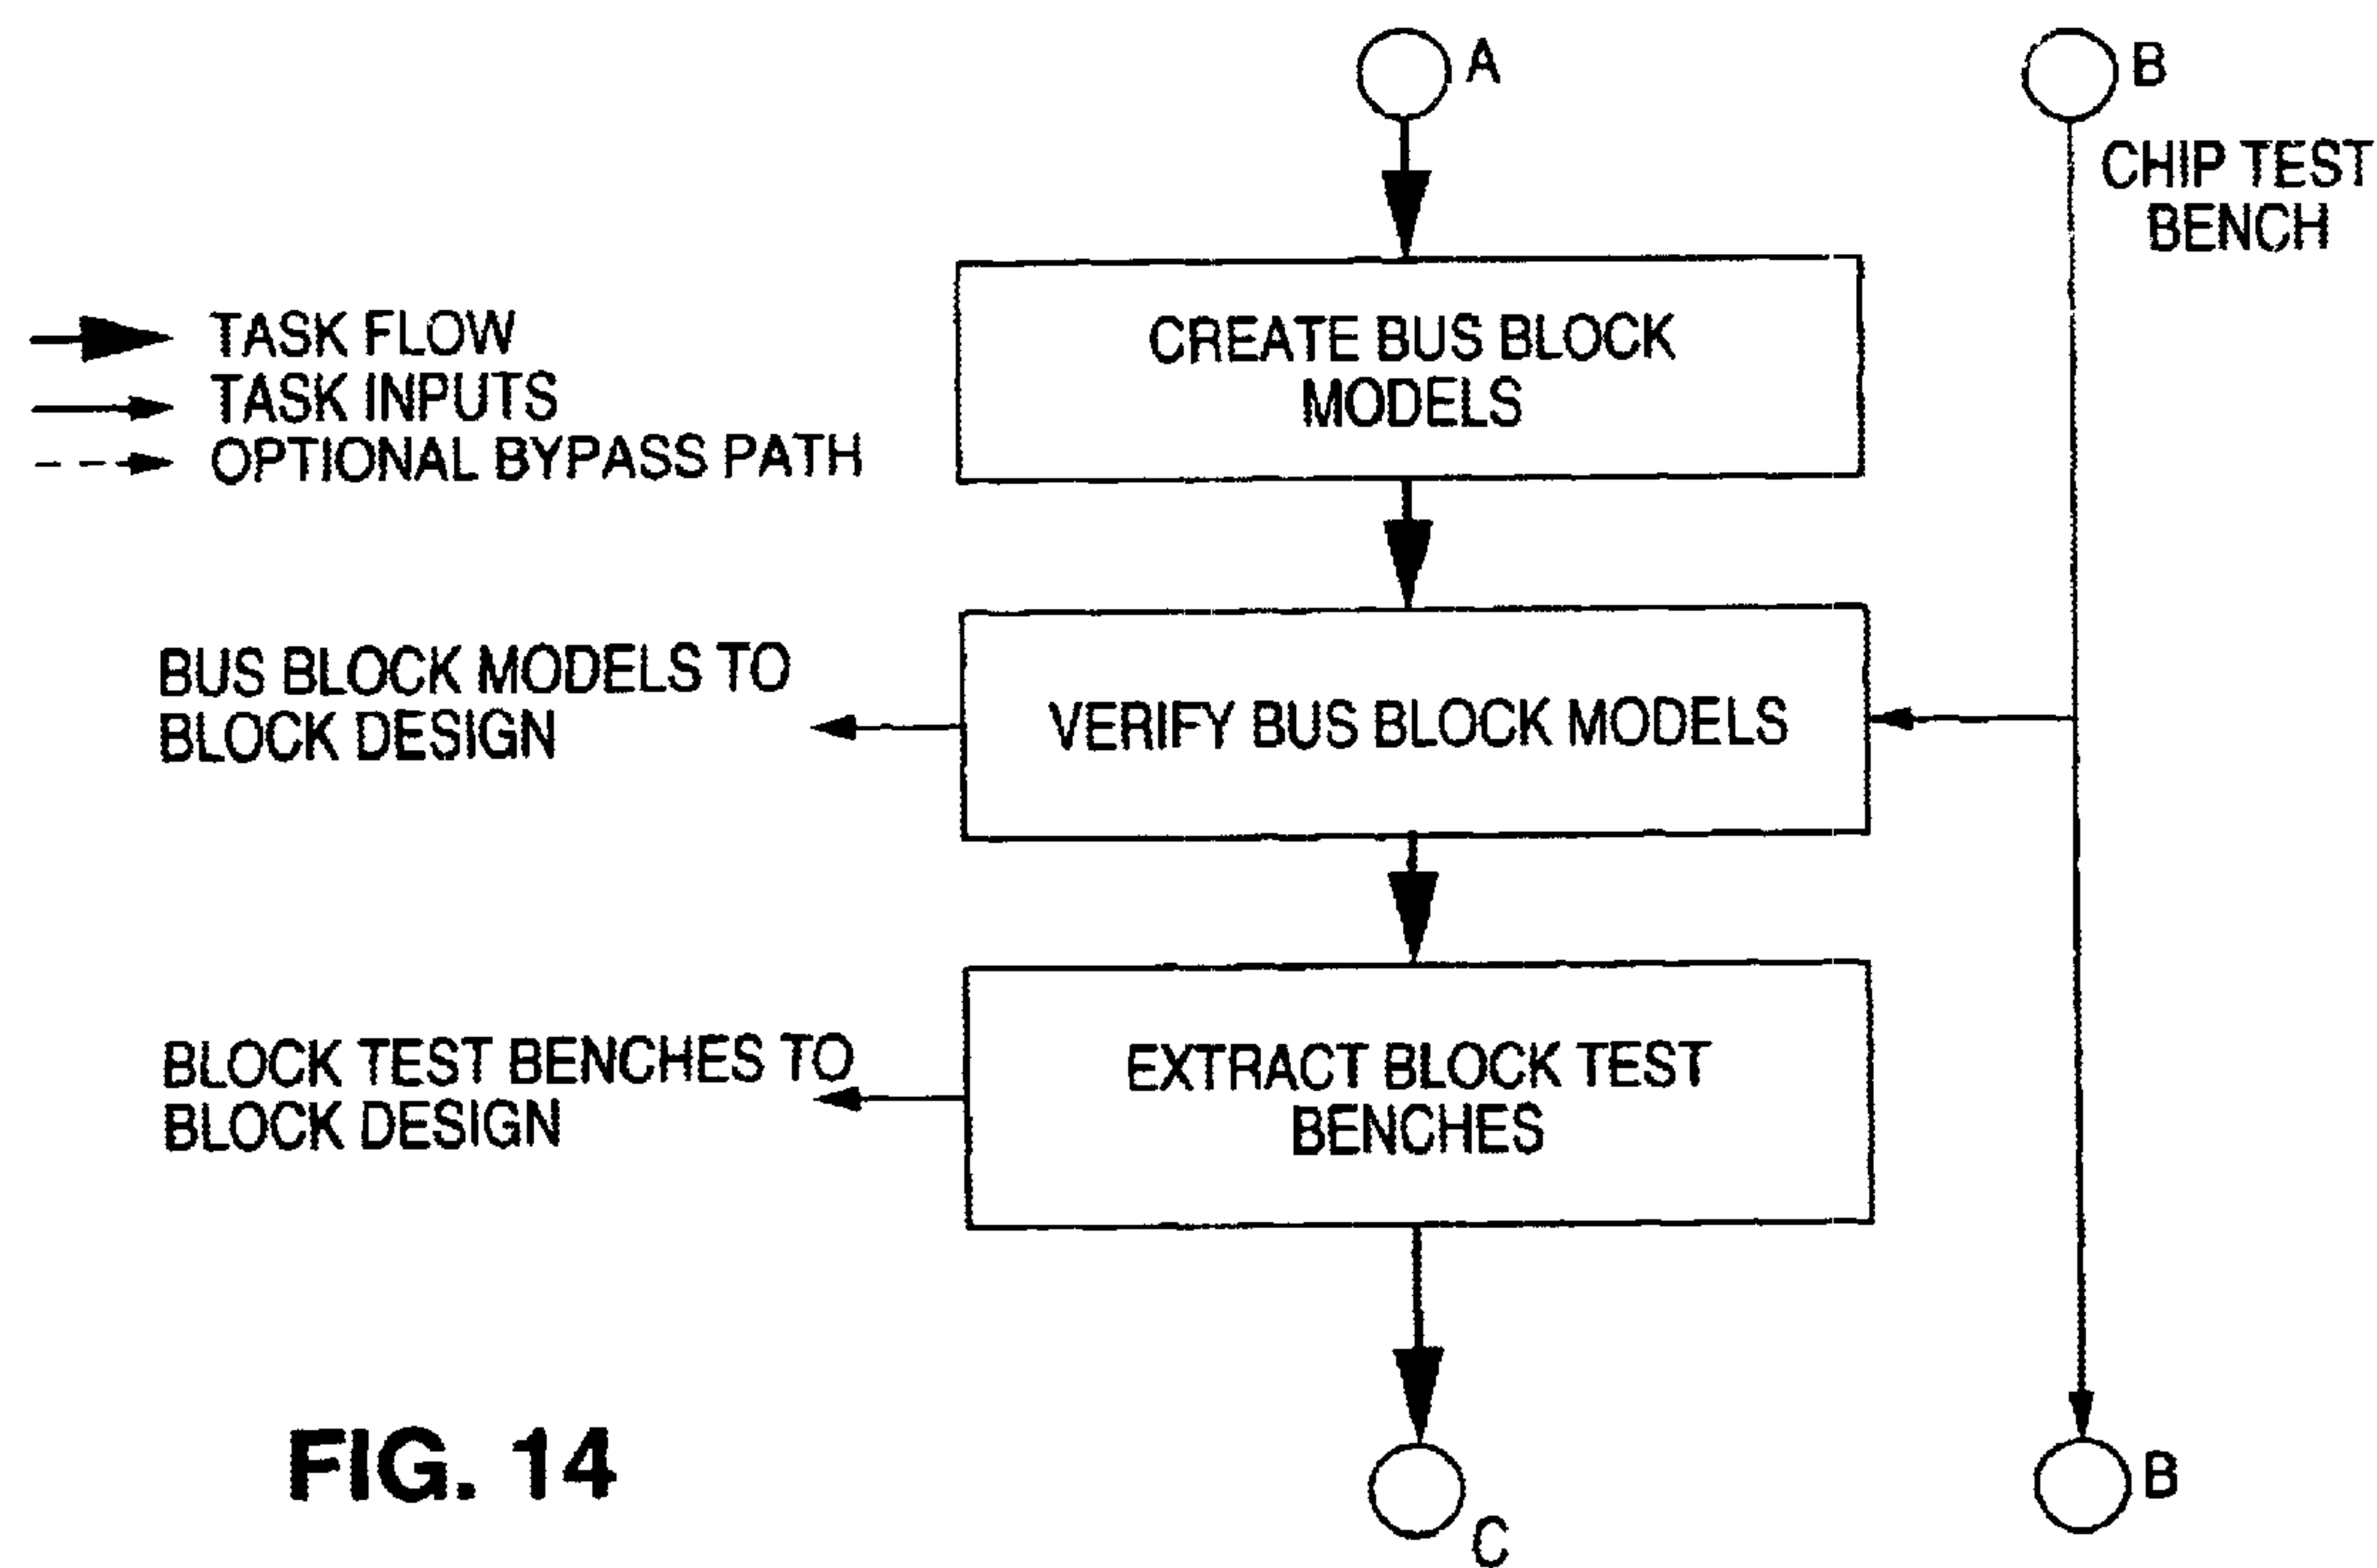 A
B
CHIP TEST
BENCH
TASK FLOW
TASK INPUTS
OPTIONAL BYPASS PATH
CREATE BUS BLOCK
MODELS
BUS BLOCK MODELS TO
BLOCK DESIGN
VERIFY BUS BLOCK MODELS
BLOCK TEST BENCHES TO
BLOCK DESIGN
EXTRACT BLOCK TEST
BENCHES
FIG. 14
C
B